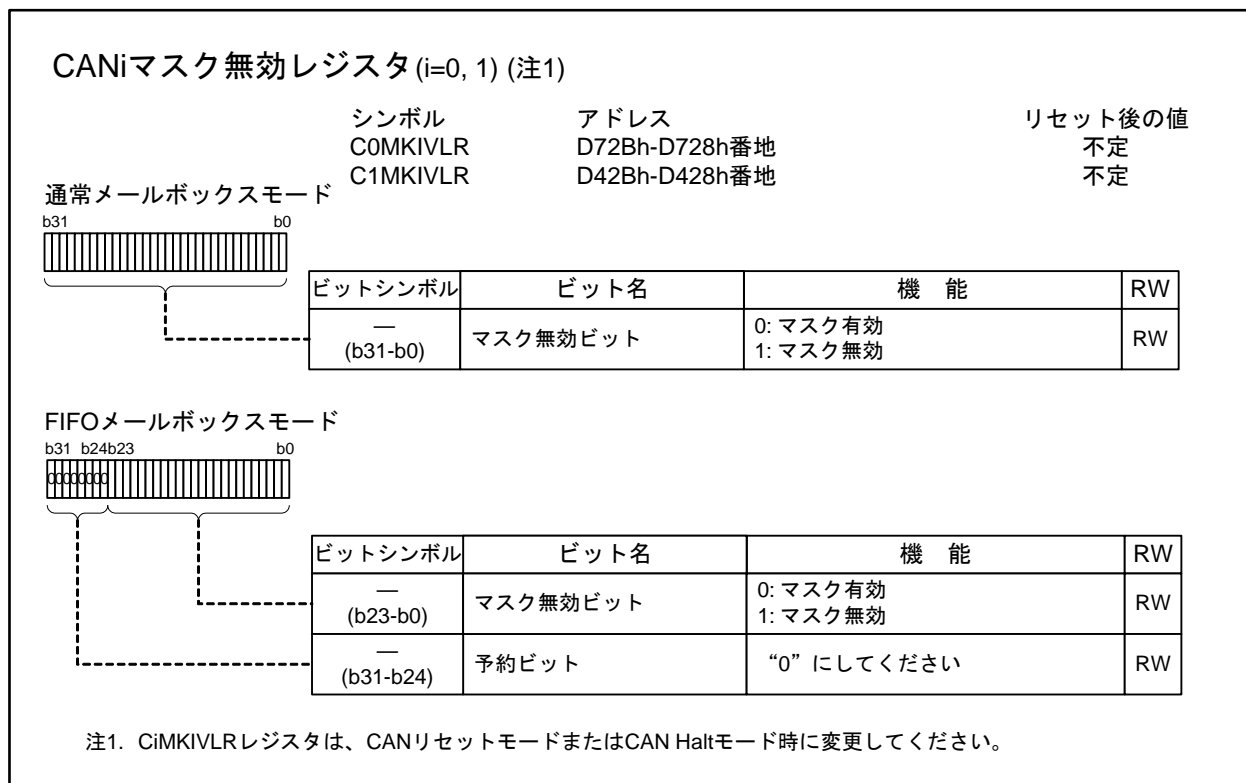 CANiマスク無効レジスタ(i=0, 1) (注1)
シンボル アドレス リセット後の値
C0MKIVLR D72Bh-D728h番地 不定
C1MKIVLR D42Bh-D428h番地 不定
通常メールボックスモード
b31 b0
ビットシンボル ビット名 機 能 RW
— (b31-b0) マスク無効ビット 0: マスク有効 1: マスク無効 RW
FIFOメールボックスモード
b31 b24b23 b0
00000000
ビットシンボル ビット名 機 能 RW
— (b23-b0) マスク無効ビット 0: マスク有効 1: マスク無効 RW
— (b31-b24) 予約ビット “0”にしてください RW
注1. CiMKIVLRレジスタは、CANリセットモードまたはCAN Haltモード時に変更してください。